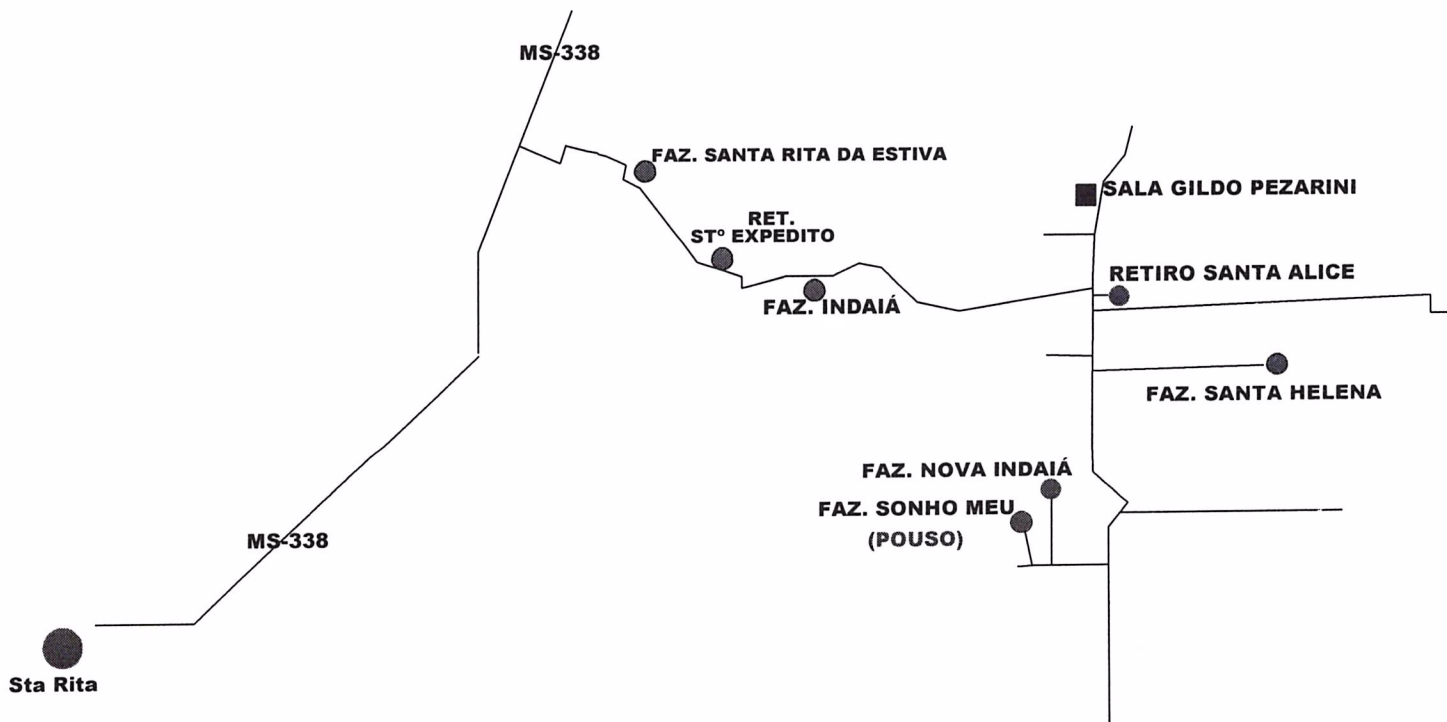 MS-338
FAZ. SANTA RITA DA ESTIVA
SALA GILDO PEZARINI
RET.
STº EXPEDITO
RETIRO SANTA ALICE
FAZ. INDAIÁ
FAZ. SANTA HELENA
FAZ. NOVA INDAIÁ
FAZ. SONHO MEU
(POUSO)
MS-338
Sta Rita